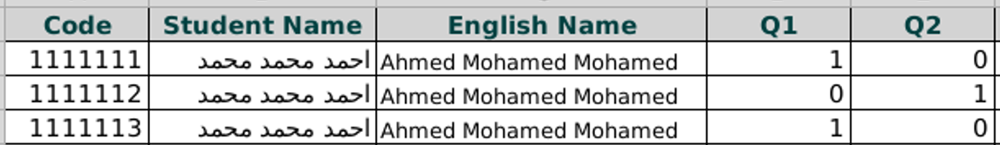 Code Student Name English Name Q1 Q2
1111111 احمد محمد محمد Ahmed Mohamed Mohamed 1 0
1111112 احمد محمد محمد Ahmed Mohamed Mohamed 0 1
1111113 احمد محمد محمد Ahmed Mohamed Mohamed 1 0